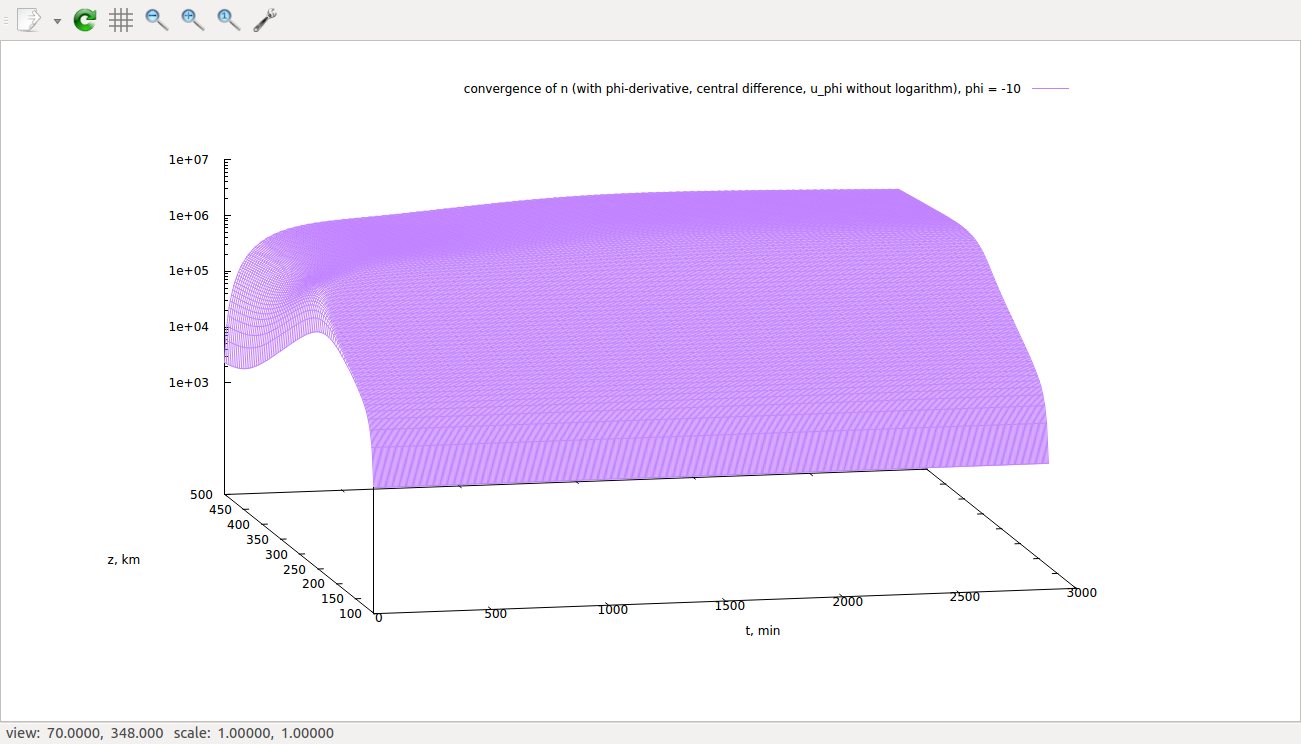 convergence of n (with phi-derivative, central difference, u_phi without logarithm), phi = -10
1e+07
1e+06
1e+05
1e+04
1e+03
500
450
400
350
300
250
200
150
100
z, km
0
500
1000
1500
2000
2500
3000
t, min
view: 70.0000, 348.000 scale: 1.00000, 1.00000